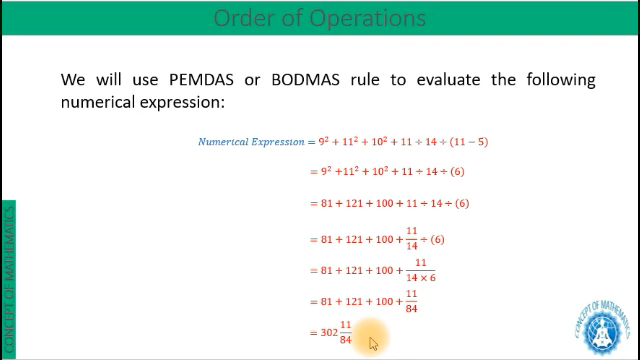 Order of Operations
We will use PEMDAS or BODMAS rule to evaluate the following
numerical expression:
Numerical Expression = 9² + 11² + 10² + 11 ÷ 14 ÷ (11 − 5)
= 9² +11² + 10² + 11 ÷ 14 ÷ (6)
= 81 + 121 + 100 + 11 ÷ 14 ÷ (6)
= 81 + 121 + 100 + 11/14 ÷ (6)
= 81 + 121 + 100 + 11/(14 × 6)
= 81 + 121 + 100 + 11/84
= 302 11/84
CONCEPT OF MATHEMATICS
CONCEPT OF MATHEMATICS